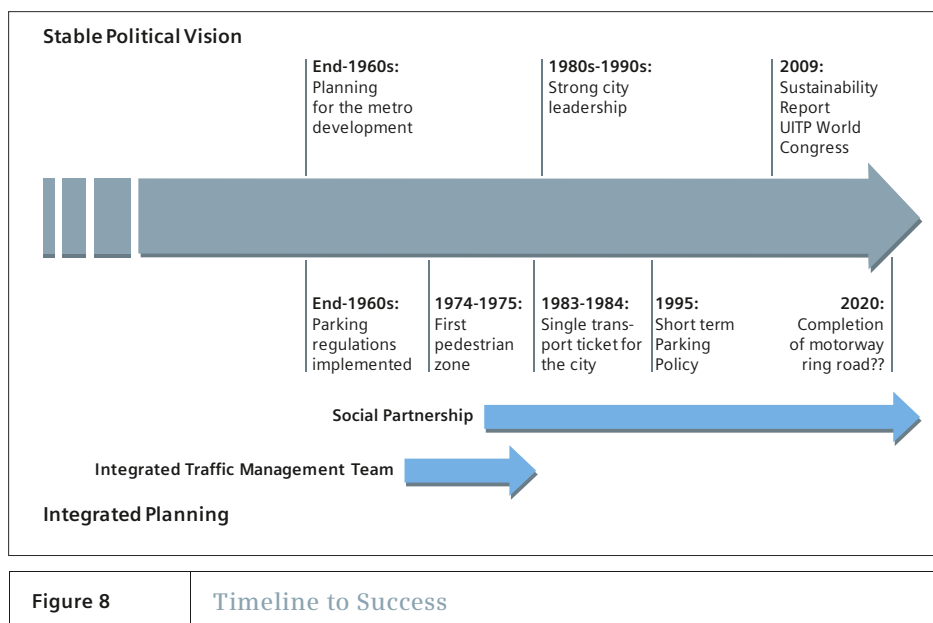 Stable Political Vision
End-1960s:
Planning
for the metro
development
1980s-1990s:
Strong city
leadership
2009:
Sustainability
Report
UITP World
Congress
End-1960s:
Parking
regulations
implemented
1974-1975:
First
pedestrian
zone
1983-1984:
Single trans-
port ticket for
the city
1995:
Short term
Parking
Policy
2020:
Completion
of motorway
ring road??
Social Partnership
Integrated Traffic Management Team
Integrated Planning
Figure 8
Timeline to Success